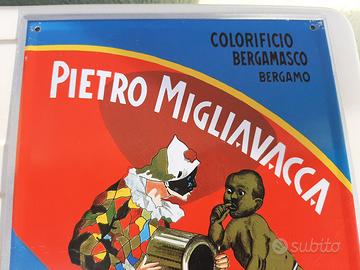 COLORIFICIO
BERGAMASCO
BERGAMO
PIETRO MIGLIAVACCA
subito